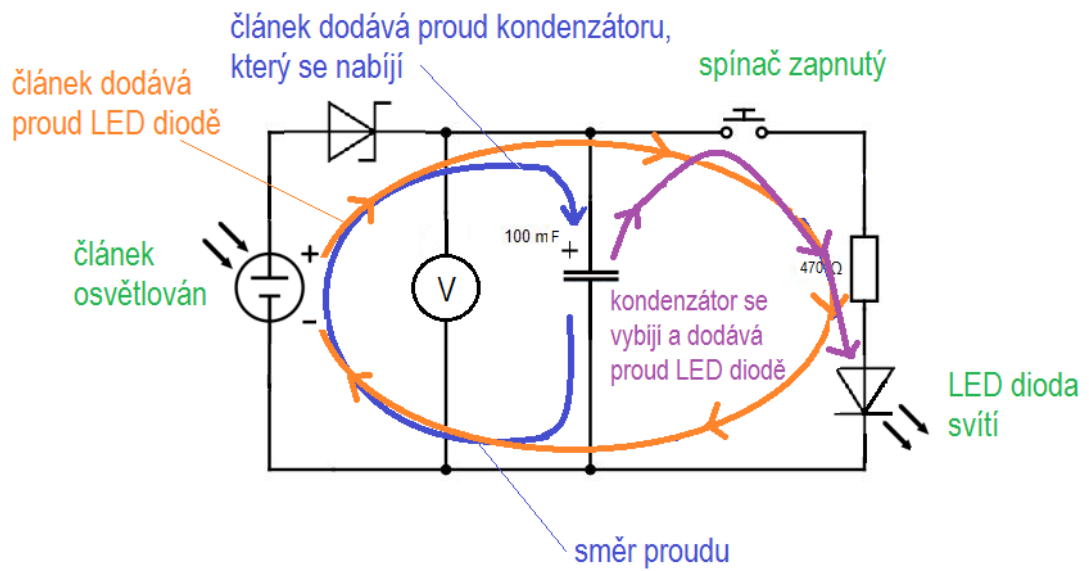 článek dodává proud kondenzátoru,
který se nabíjí
spínač zapnutý
článek dodává
proud LED diodě
100 mF
+
+
článek
osvětlován
–
V
470 Ω
kondenzátor se
vybíjí a dodává
proud LED diodě
LED dioda
svítí
směr proudu